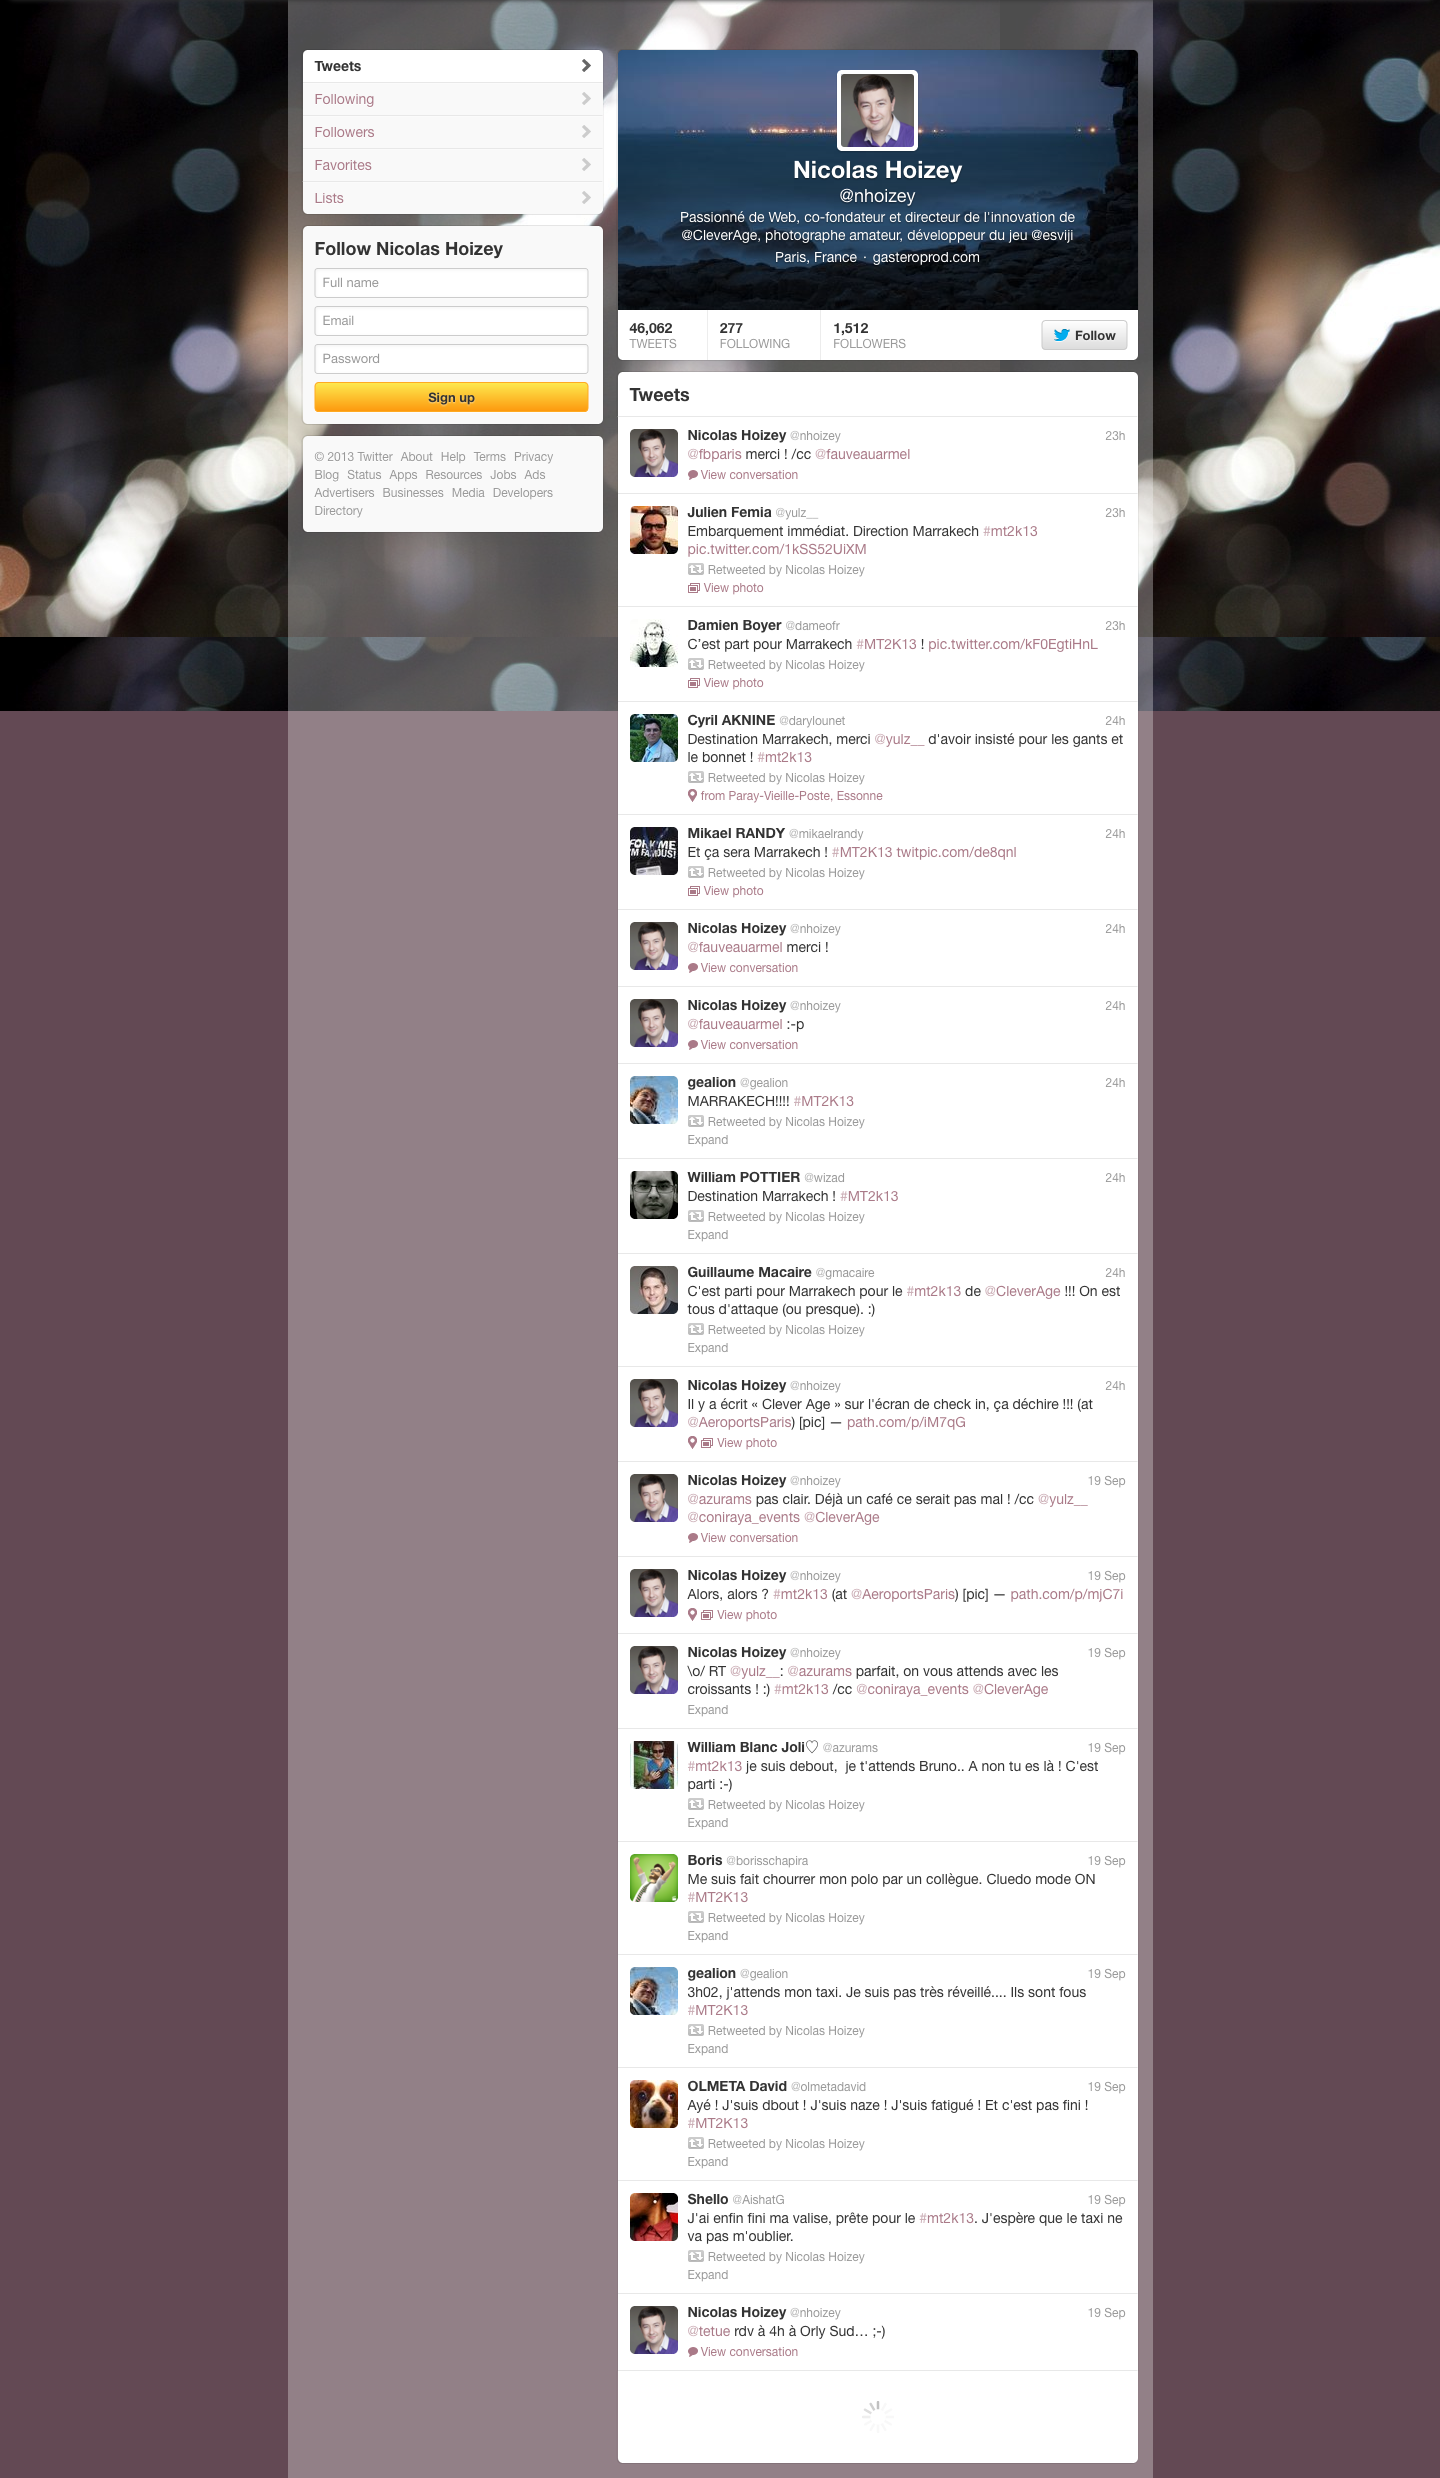 Tweets
Following
Followers
Favorites
Lists
Follow Nicolas Hoizey
Full name
Email
Password
Sign up
© 2013 Twitter About Help Terms Privacy
Blog Status Apps Resources Jobs Ads
Advertisers Businesses Media Developers
Directory
Nicolas Hoizey
@nhoizey
Passionné de Web, co-fondateur et directeur de l'innovation de
@CleverAge, photographe amateur, développeur du jeu @esviji
Paris, France · gasteroprod.com
46,062 277 1,512
TWEETS FOLLOWING FOLLOWERS
Follow
Tweets
Nicolas Hoizey @nhoizey 23h
@fbparis merci ! /cc @fauveauarmel
View conversation
Julien Femia @yulz__ 23h
Embarquement immédiat. Direction Marrakech #mt2k13
pic.twitter.com/1kSS52UiXM
Retweeted by Nicolas Hoizey
View photo
Damien Boyer @dameofr 23h
C'est part pour Marrakech #MT2K13 ! pic.twitter.com/kF0EgtiHnL
Retweeted by Nicolas Hoizey
View photo
Cyril AKNINE @darylounet 24h
Destination Marrakech, merci @yulz__ d'avoir insisté pour les gants et
le bonnet ! #mt2k13
Retweeted by Nicolas Hoizey
from Paray-Vieille-Poste, Essonne
FORK ME
I'M FAMOUS!
Mikael RANDY @mikaelrandy 24h
Et ça sera Marrakech ! #MT2K13 twitpic.com/de8qnl
Retweeted by Nicolas Hoizey
View photo
Nicolas Hoizey @nhoizey 24h
@fauveauarmel merci !
View conversation
Nicolas Hoizey @nhoizey 24h
@fauveauarmel :-p
View conversation
gealion @gealion 24h
MARRAKECH!!!! #MT2K13
Retweeted by Nicolas Hoizey
Expand
William POTTIER @wizad 24h
Destination Marrakech ! #MT2k13
Retweeted by Nicolas Hoizey
Expand
Guillaume Macaire @gmacaire 24h
C'est parti pour Marrakech pour le #mt2k13 de @CleverAge !!! On est
tous d'attaque (ou presque). :)
Retweeted by Nicolas Hoizey
Expand
Nicolas Hoizey @nhoizey 24h
Il y a écrit « Clever Age » sur l'écran de check in, ça déchire !!! (at
@AeroportsParis) [pic] — path.com/p/iM7qG
View photo
Nicolas Hoizey @nhoizey 19 Sep
@azurams pas clair. Déjà un café ce serait pas mal ! /cc @yulz__
@coniraya_events @CleverAge
View conversation
Nicolas Hoizey @nhoizey 19 Sep
Alors, alors ? #mt2k13 (at @AeroportsParis) [pic] — path.com/p/mjC7i
View photo
Nicolas Hoizey @nhoizey 19 Sep
\o/ RT @yulz__: @azurams parfait, on vous attends avec les
croissants ! :) #mt2k13 /cc @coniraya_events @CleverAge
Expand
William Blanc Joli♡ @azurams 19 Sep
#mt2k13 je suis debout,  je t'attends Bruno.. A non tu es là ! C'est
parti :-)
Retweeted by Nicolas Hoizey
Expand
Boris @borisschapira 19 Sep
Me suis fait chourrer mon polo par un collègue. Cluedo mode ON
#MT2K13
Retweeted by Nicolas Hoizey
Expand
gealion @gealion 19 Sep
3h02, j'attends mon taxi. Je suis pas très réveillé.... Ils sont fous
#MT2K13
Retweeted by Nicolas Hoizey
Expand
OLMETA David @olmetadavid 19 Sep
Ayé ! J'suis dbout ! J'suis naze ! J'suis fatigué ! Et c'est pas fini !
#MT2K13
Retweeted by Nicolas Hoizey
Expand
Shello @AishatG 19 Sep
J'ai enfin fini ma valise, prête pour le #mt2k13. J'espère que le taxi ne
va pas m'oublier.
Retweeted by Nicolas Hoizey
Expand
Nicolas Hoizey @nhoizey 19 Sep
@tetue rdv à 4h à Orly Sud… ;-)
View conversation